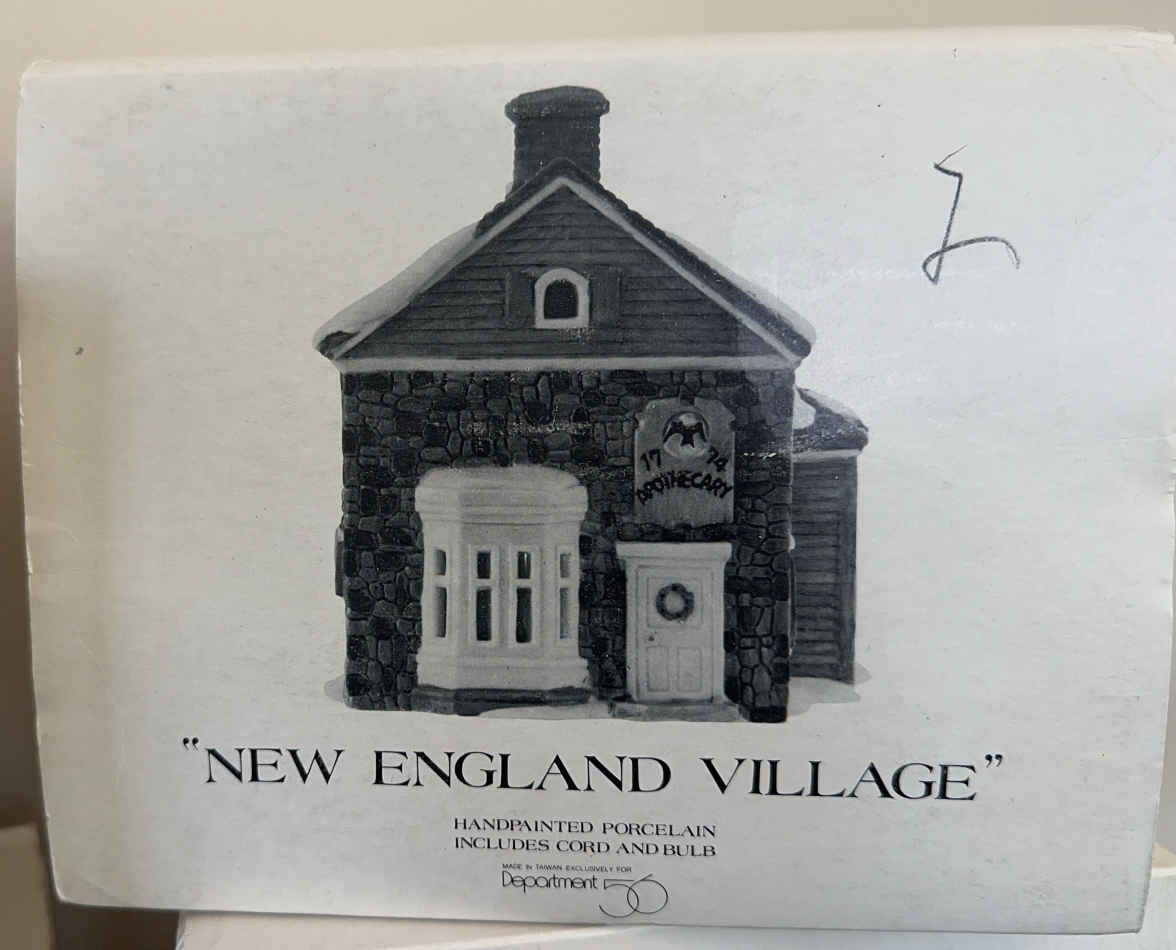 17 74
APOTHECARY
"NEW ENGLAND VILLAGE"
HANDPAINTED PORCELAIN
INCLUDES CORD AND BULB
MADE IN TAIWAN EXCLUSIVELY FOR
Department 56